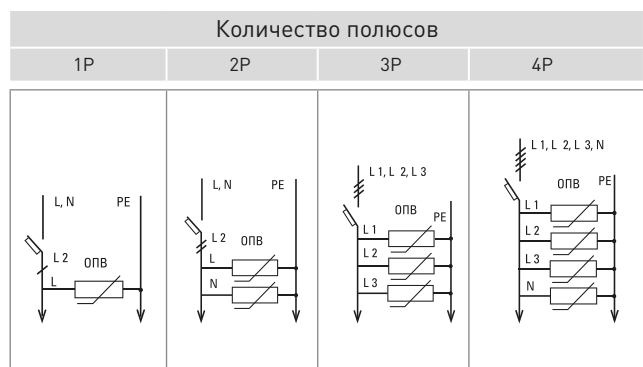 Количество полюсов
1P 2P 3P 4P
L, N PE
L 2 ОПВ
L
L, N PE
L 2 ОПВ
L
N
L 1, L 2, L 3
ОПВ PE
L 1
L 2
L 3
L 1, L 2, L 3, N
ОПВ PE
L 1
L 2
L 3
N